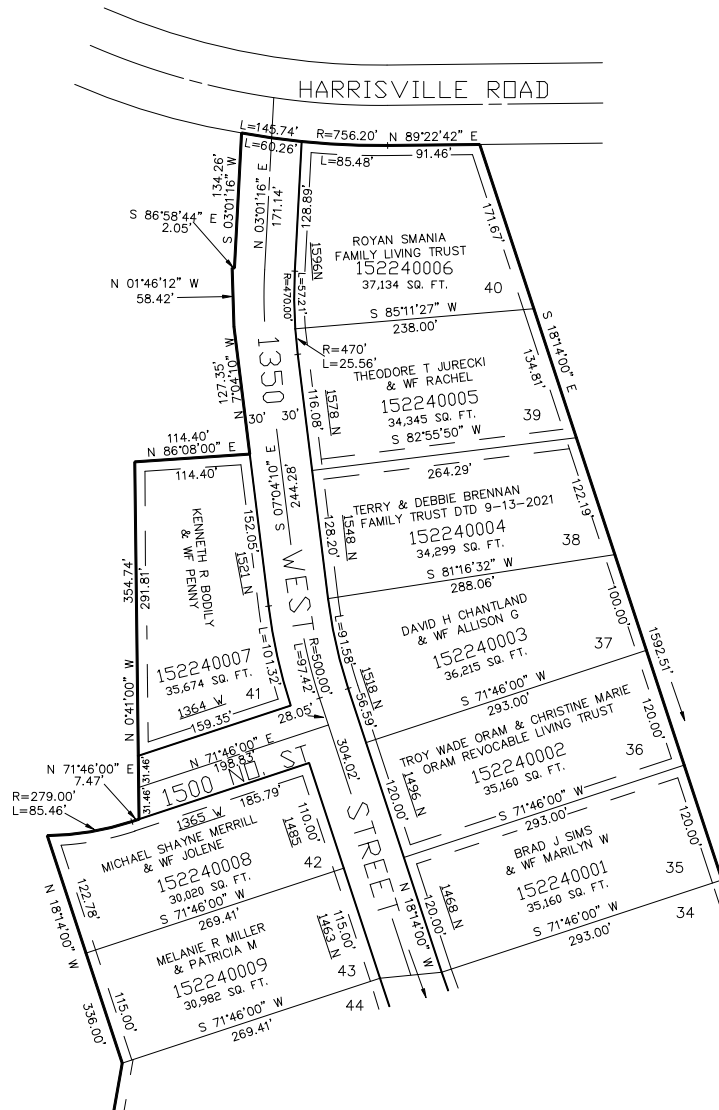 HARRISVILLE ROAD
L=145.74'
R=756.20'
N 89°22'42" E
L=60.26'
L=85.48'
91.46'
134.26'
S 03°01'16" W
N 03°01'16" E
171.14'
128.89'
171.67'
S 86°58'44" E
2.05'
ROYAN SMANIA
FAMILY LIVING TRUST
152240006
37,134 SQ. FT.
1596N
40
N 01°46'12" W
58.42'
R=470.00'
L=57.21'
S 85°11'27" W
238.00'
S 18°14'00" E
R=470'
L=25.56'
1350
127.35'
N 7°04'10" W
THEODORE T JURECKI
& WF RACHEL
152240005
34,345 SQ. FT.
1578 N
116.08'
134.81'
39
S 82°55'50" W
30' 30'
114.40'
N 86°08'00" E
114.40'
264.29'
S 07°04'10" E
244.28'
TERRY & DEBBIE BRENNAN
FAMILY TRUST DTD 9-13-2021
152240004
34,299 SQ. FT.
1548 N
128.20'
122.19'
38
S 81°16'32" W
288.06'
KENNETH R BODILY
& WF PENNY
152.05'
1521 N
WEST
354.74'
291.81'
DAVID H CHANTLAND
& WF ALLISON G
152240003
36,215 SQ. FT.
L=91.58'
100.00'
37
1592.51'
152240007
35,674 SQ. FT.
1364 W
41
L=101.32'
R=500.00'
L=97.42'
1518 N
56.59'
S 71°46'00" W
293.00'
159.35'
28.05'
N 0°41'00" W
N 71°46'00" E
198.83'
TROY WADE ORAM & CHRISTINE MARIE
ORAM REVOCABLE LIVING TRUST
152240002
35,160 SQ. FT.
1496 N
120.00'
120.00'
36
304.02'
31.46'
31.46'
1500 NO. ST
N 71°46'00" E
7.47'
R=279.00'
L=85.46'
185.79'
1365 W
S 71°46'00" W
293.00'
STREET
MICHAEL SHAYNE MERRILL
& WF JOLENE
152240008
30,020 SQ. FT.
110.00'
1485
42
122.78'
S 71°46'00" W
269.41'
BRAD J SIMS
& WF MARILYN W
152240001
35,160 SQ. FT.
1468 N
120.00'
120.00'
35
34
N 18°14'00" W
S 71°46'00" W
293.00'
N 18°14'00" W
MELANIE R MILLER
& PATRICIA M
152240009
30,982 SQ. FT.
115.00'
1463 N
43
44
336.00'
115.00'
S 71°46'00" W
269.41'